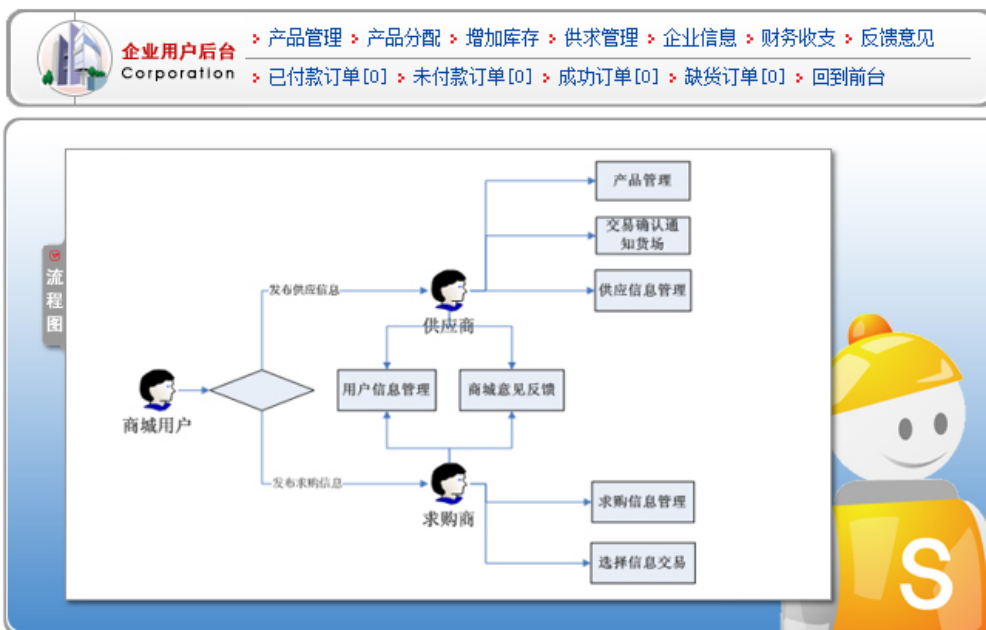 企业用户后台
Corporation
产品管理 产品分配 增加库存 供求管理 企业信息 财务收支 反馈意见
已付款订单[0] 未付款订单[0] 成功订单[0] 缺货订单[0] 回到前台
流程图
产品管理
交易确认通
知货场
发布供应信息
供应信息管理
供应商
用户信息管理
商城意见反馈
商城用户
发布求购信息
求购商
求购信息管理
选择信息交易
S